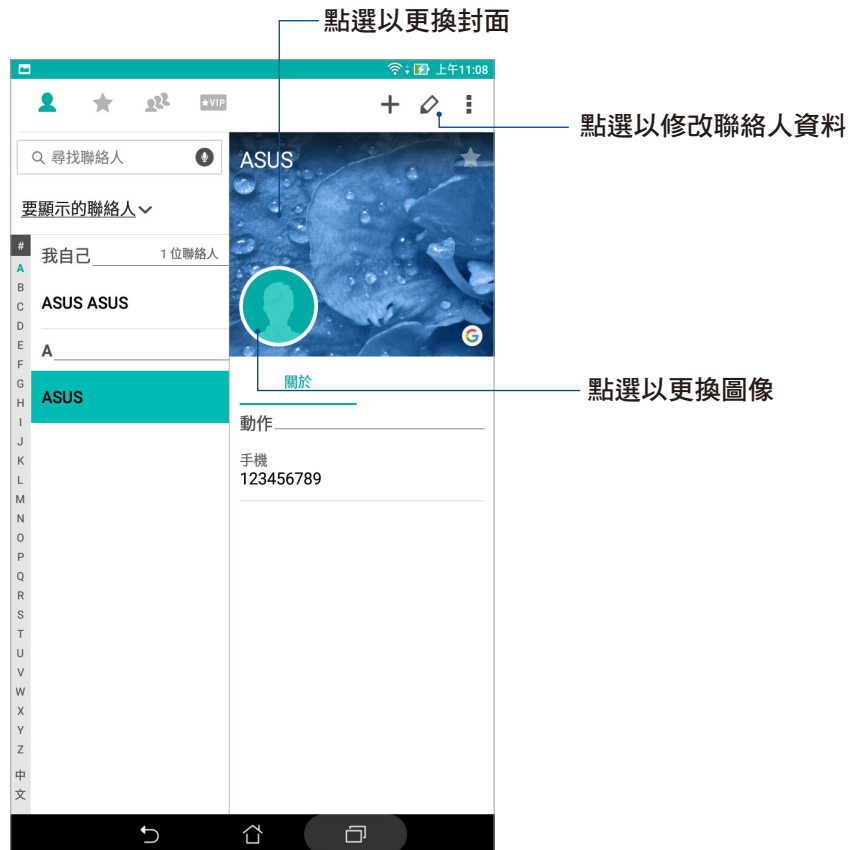 點選以更換封面
上午11:08
★VIP
點選以修改聯絡人資料
尋找聯絡人
ASUS
要顯示的聯絡人
#
我自己
1 位聯絡人
A
B
C
ASUS ASUS
D
E
A
F
G
關於
點選以更換圖像
H
ASUS
I
動作
J
K
手機
L
123456789
M
N
O
P
Q
R
S
T
U
V
W
X
Y
Z
中
文